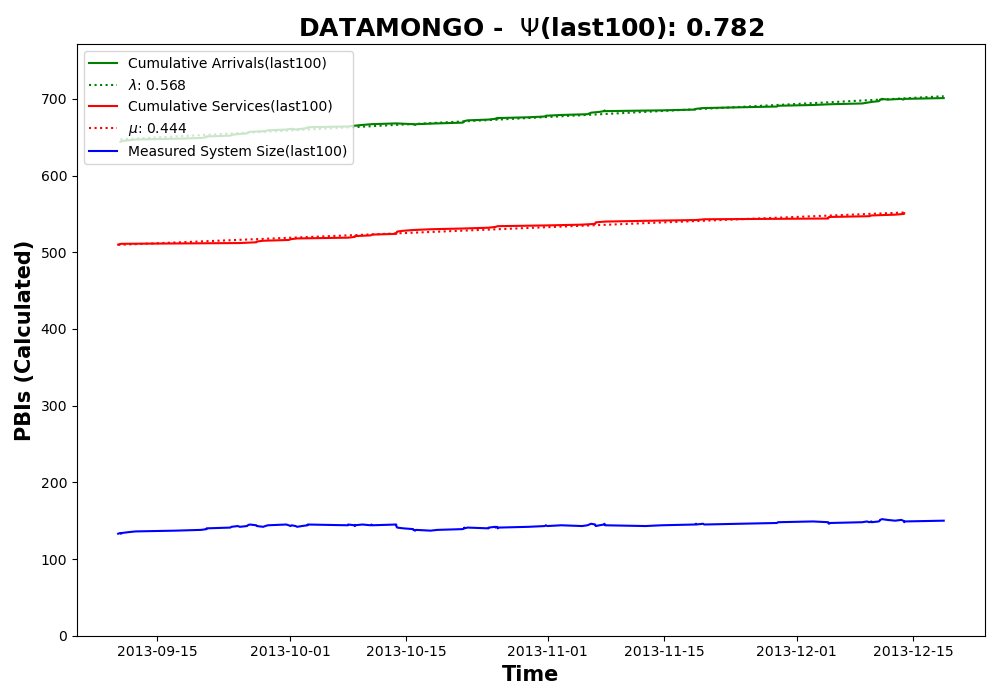 DATAMONGO - Ψ(last100): 0.782
Cumulative Arrivals(last100)
λ: 0.568
Cumulative Services(last100)
μ: 0.444
Measured System Size(last100)
PBIs (Calculated)
700
600
500
400
300
200
100
0
2013-09-15 2013-10-01 2013-10-15 2013-11-01 2013-11-15 2013-12-01 2013-12-15
Time